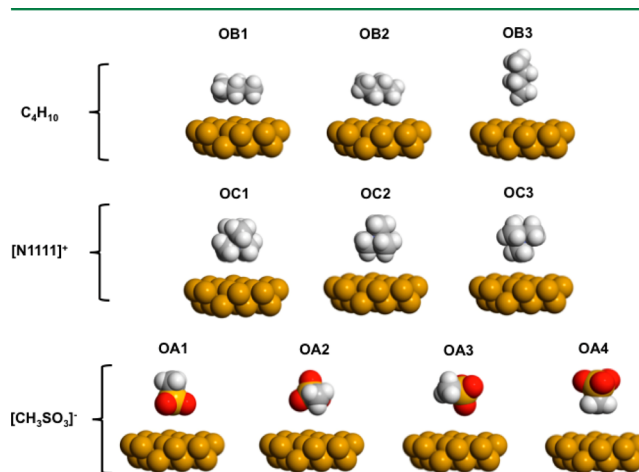 OB1 OB2 OB3
C₄H₁₀
OC1 OC2 OC3
[N1111]⁺
OA1 OA2 OA3 OA4
[CH₃SO₃]⁻